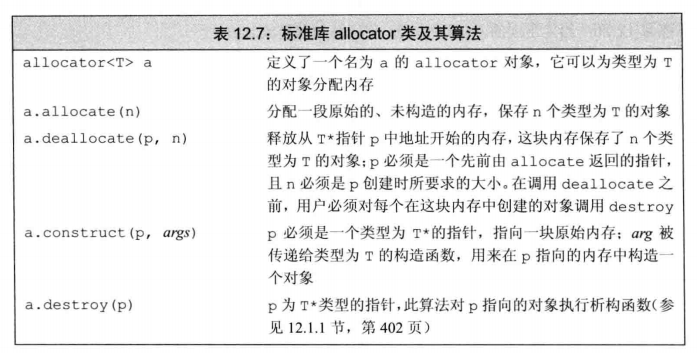 表 12.7：标准库 allocator 类及其算法
allocator<T> a 定义了一个名为 a 的 allocator 对象，它可以为类型为 T
的对象分配内存
a.allocate(n) 分配一段原始的、未构造的内存，保存 n 个类型为 T 的对象
a.deallocate(p, n) 释放从 T*指针 p 中地址开始的内存，这块内存保存了 n 个类
型为 T 的对象；p 必须是一个先前由 allocate 返回的指针，
且 n 必须是 p 创建时所要求的大小。在调用 deallocate 之
前，用户必须对每个在这块内存中创建的对象调用 destroy
a.construct(p, args) p 必须是一个类型为 T*的指针，指向一块原始内存；arg 被
传递给类型为 T 的构造函数，用来在 p 指向的内存中构造一
个对象
a.destroy(p) p 为 T*类型的指针，此算法对 p 指向的对象执行析构函数（参
见 12.1.1 节，第 402 页）